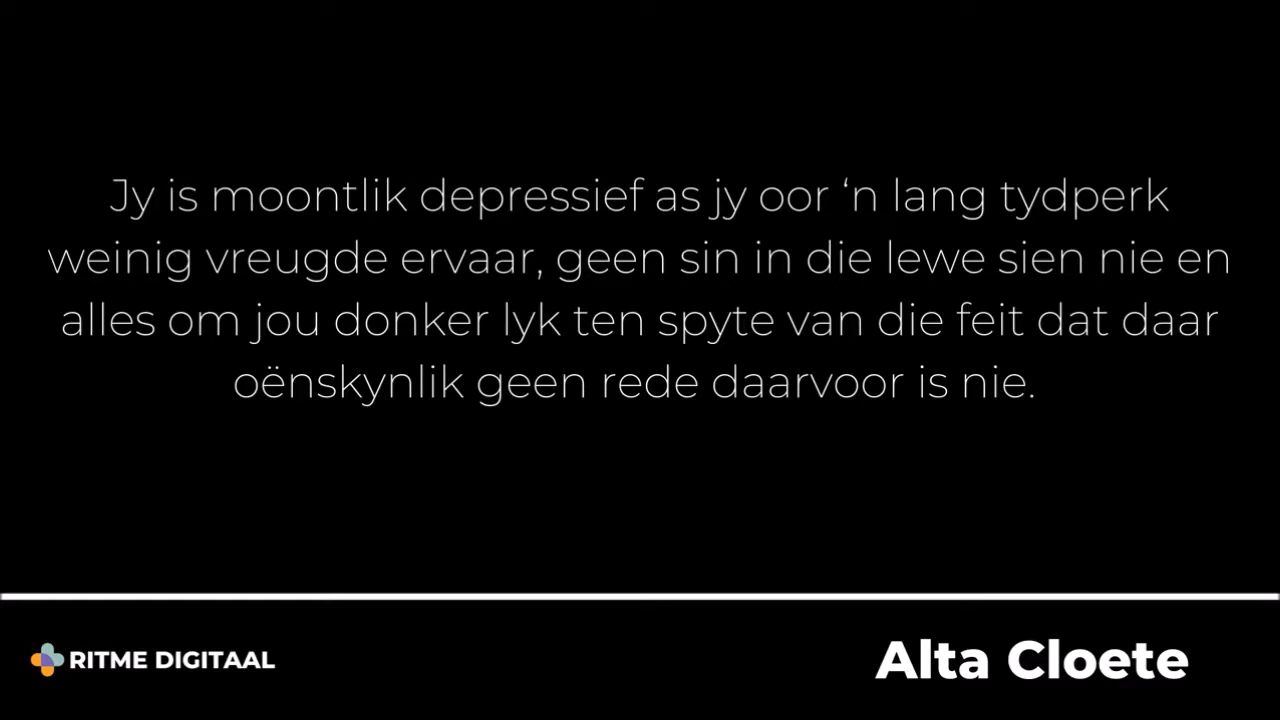 Jy is moontlik depressief as jy oor ‘n lang tydperk
weinig vreugde ervaar, geen sin in die lewe sien nie en
alles om jou donker lyk ten spyte van die feit dat daar
oënskynlik geen rede daarvoor is nie.
RITME DIGITAAL
Alta Cloete